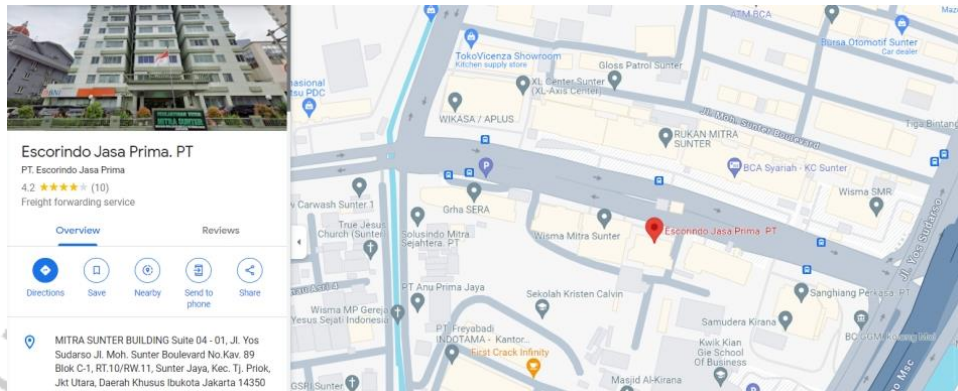 MITRA SUNTER
Escorindo Jasa Prima. PT
PT. Escorindo Jasa Prima
4.2 ★★★★★ (10)
Freight forwarding service
Overview
Reviews
Directions
Save
Nearby
Send to
phone
Share
MITRA SUNTER BUILDING Suite 04 - 01, Jl. Yos
Sudarso Jl. Moh. Sunter Boulevard No.Kav. 89
Blok C-1, RT.10/RW.11, Sunter Jaya, Kec. Tj. Priok,
Jkt Utara, Daerah Khusus Ibukota Jakarta 14350
ATM BCA
TokoVicenza Showroom
Kitchen supply store
Bursa Otomotif Sunter
Car dealer
Gloss Patrol Sunter
XL Center Sunter
(XL-Axis Center)
WIKASA / APLUS
Jl. Moh. Sunter Boulevard
Tiga Bintang
RUKAN MITRA
SUNTER
BCA Syariah - KC Sunter
P
Wisma SMR
Carwash Sunter 1
Grha SERA
True Jesus
Church (Sunter)
Solusindo Mitra
Sejahtera. PT
Wisma Mitra Sunter
Escorindo Jasa Prima. PT
Jl. Yos Sudarso
PT Anu Prima Jaya
Sekolah Kristen Calvin
Sanghiang Perkasa. PT
Wisma MP Gereja
Yesus Sejati Indonesia
PT. Freyabadi
INDOTAMA - Kantor...
Samudera Kirana
First Crack Infinity
Kwik Kian
Gie School
Of Business
GSRI Sunter
Masjid Al-Kirana
P